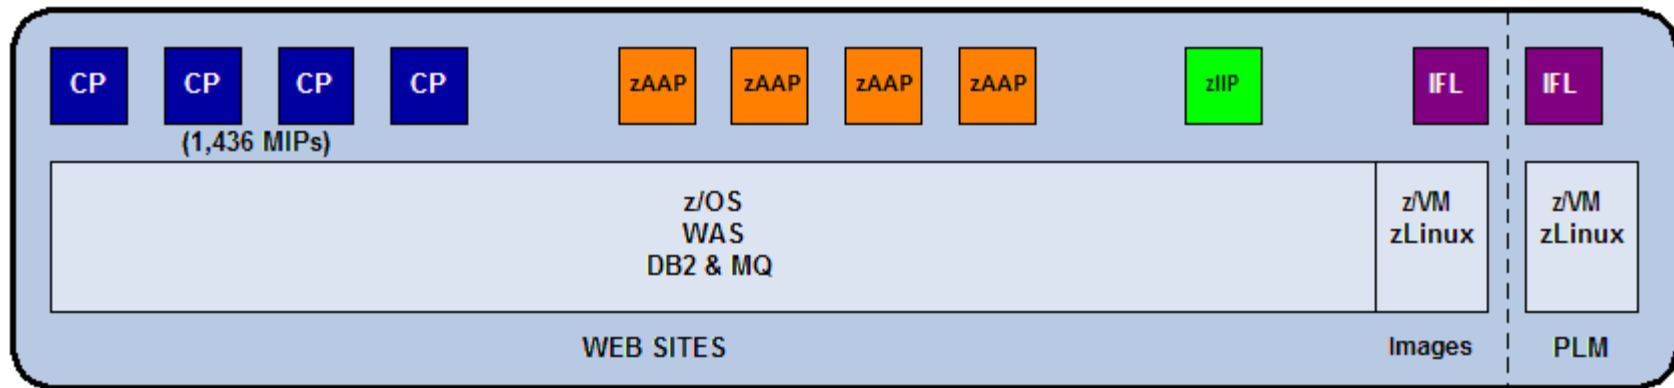 CP CP CP CP zAAP zAAP zAAP zAAP zIIP IFL IFL
(1,436 MIPs)
z/OS
WAS
DB2 & MQ
z/VM
zLinux
z/VM
zLinux
WEB SITES
Images
PLM